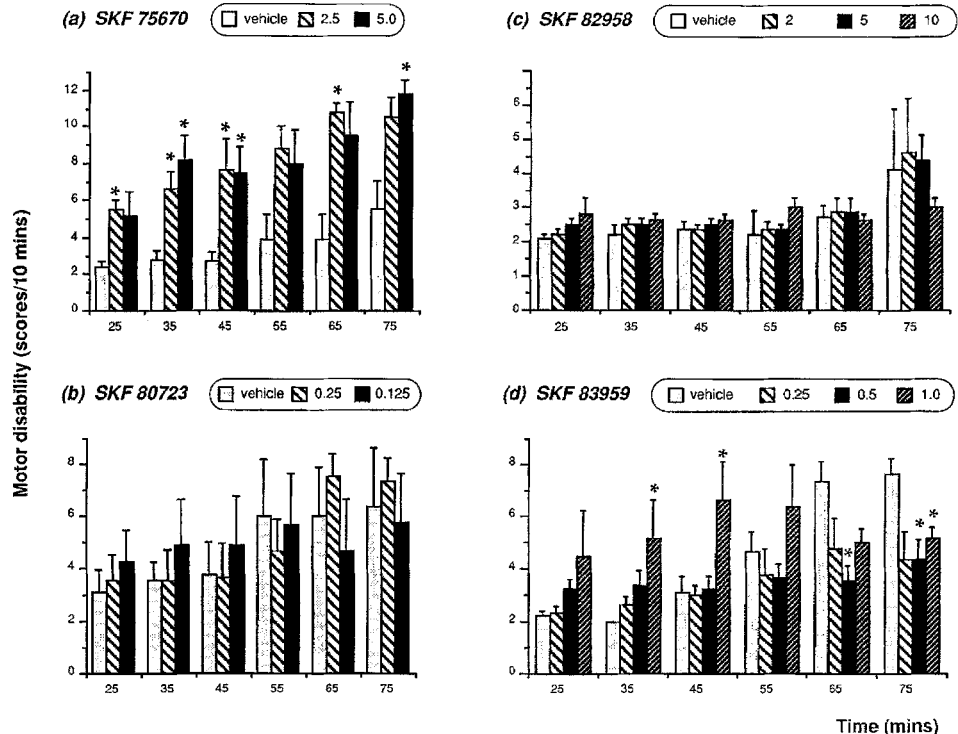 (a) SKF 75670 vehicle 2.5 5.0
12
10
8
6
4
2
0
* * * * * * *
25 35 45 55 65 75
(c) SKF 82958 vehicle 2 5 10
6
5
4
3
2
1
0
25 35 45 55 65 75
Motor disability (scores/10 mins)
(b) SKF 80723 vehicle 0.25 0.125
8
6
4
2
0
25 35 45 55 65 75
(d) SKF 83959 vehicle 0.25 0.5 1.0
8
6
4
2
0
* * * * *
25 35 45 55 65 75
Time (mins)